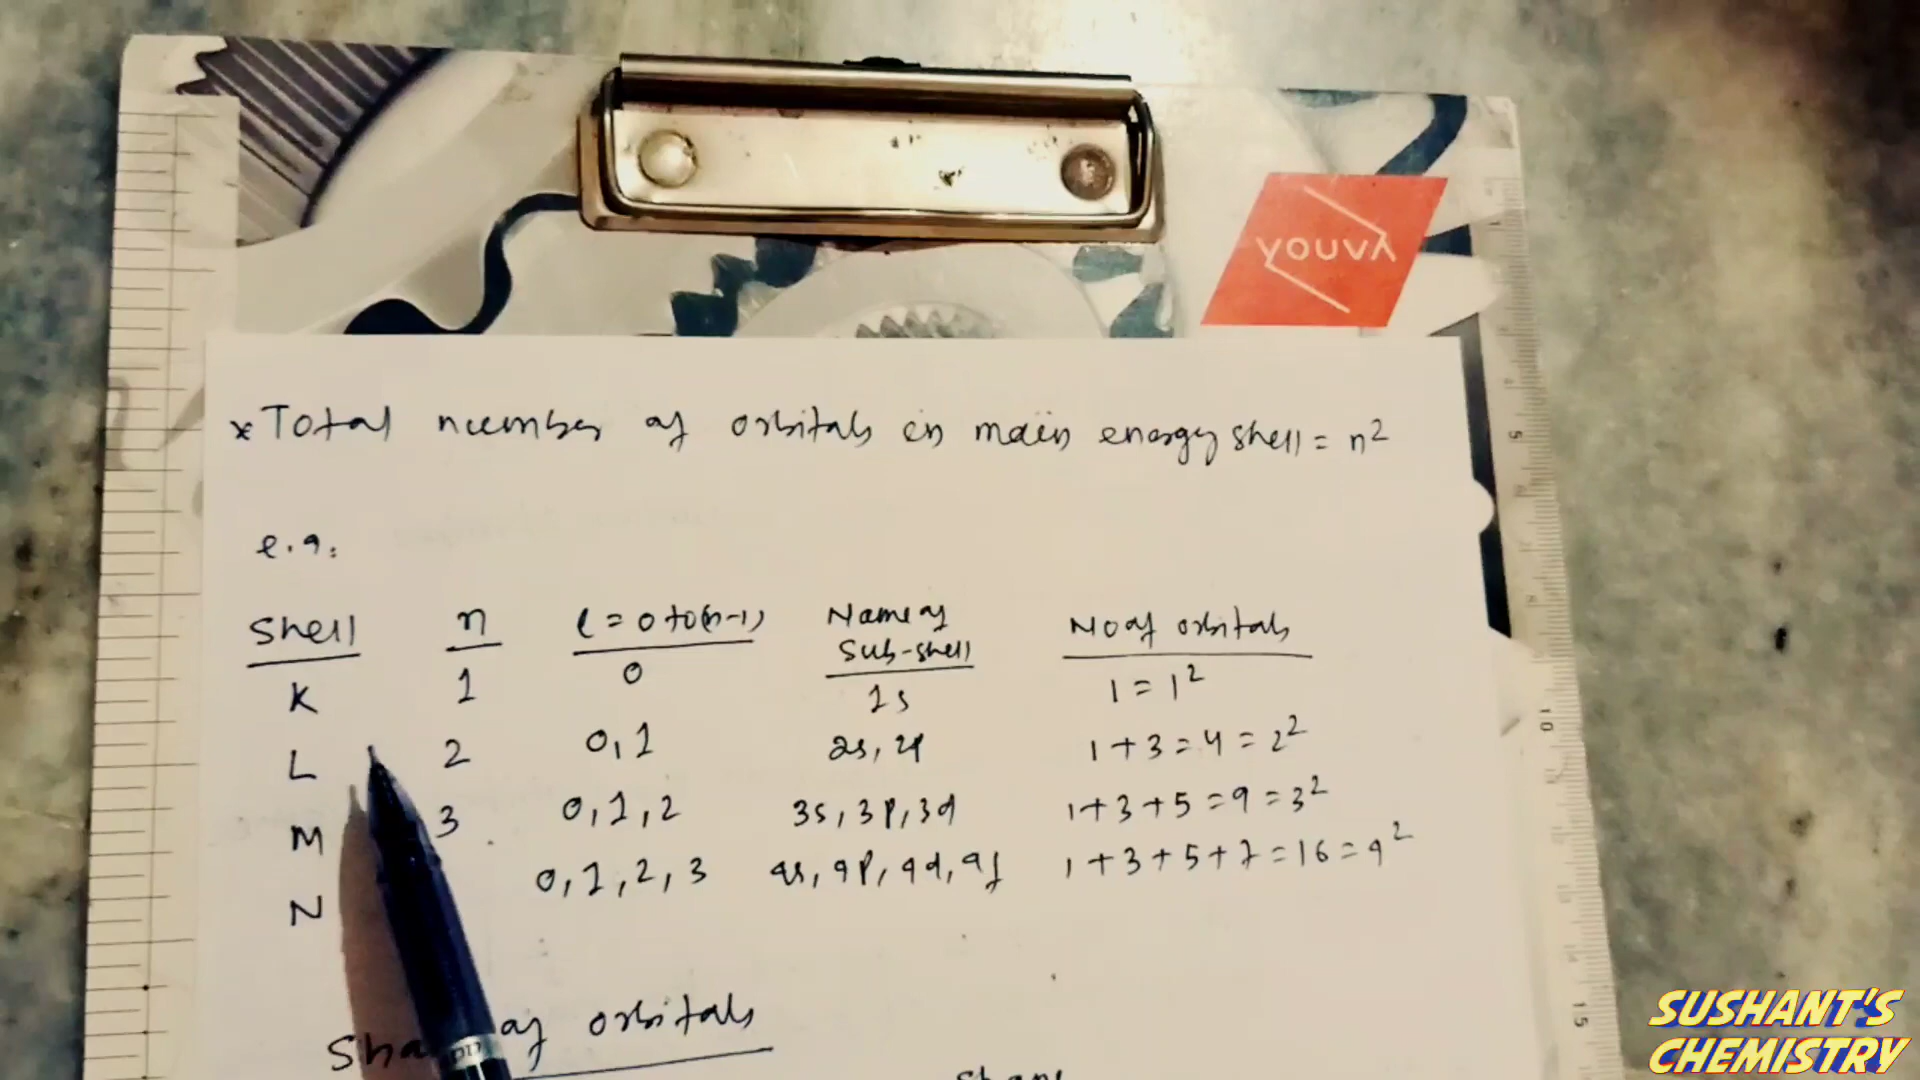 YOUVA
* Total number of orbitals in main energy shell = n²
e.g:
Shell n l = 0 to (n-1) Name of Sub-shell No of orbitals
K 1 0 1s 1 = 1²
L 2 0,1 2s, 2p 1 + 3 = 4 = 2²
M 3 0,1,2 3s, 3p, 3d 1 + 3 + 5 = 9 = 3²
N 0,1,2,3 4s, 4p, 4d, 4f 1 + 3 + 5 + 7 = 16 = 4²
of orbitals
5
10
15
SUSHANT'S
CHEMISTRY